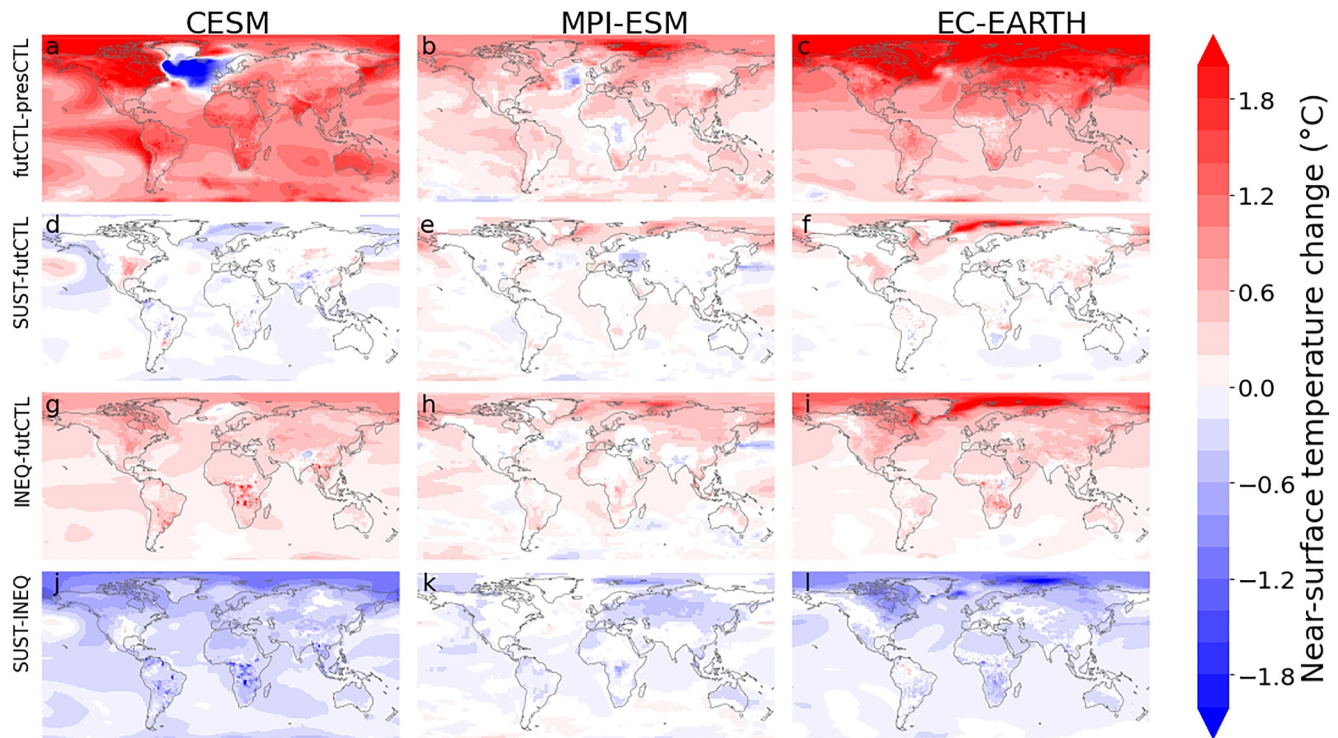 CESM MPI-ESM EC-EARTH
futCTL-presCTL
a b c
SUST-futCTL
d e f
INEQ-futCTL
g h i
SUST-INEQ
j k l
1.8
1.2
0.6
0.0
−0.6
−1.2
−1.8
Near-surface temperature change (°C)